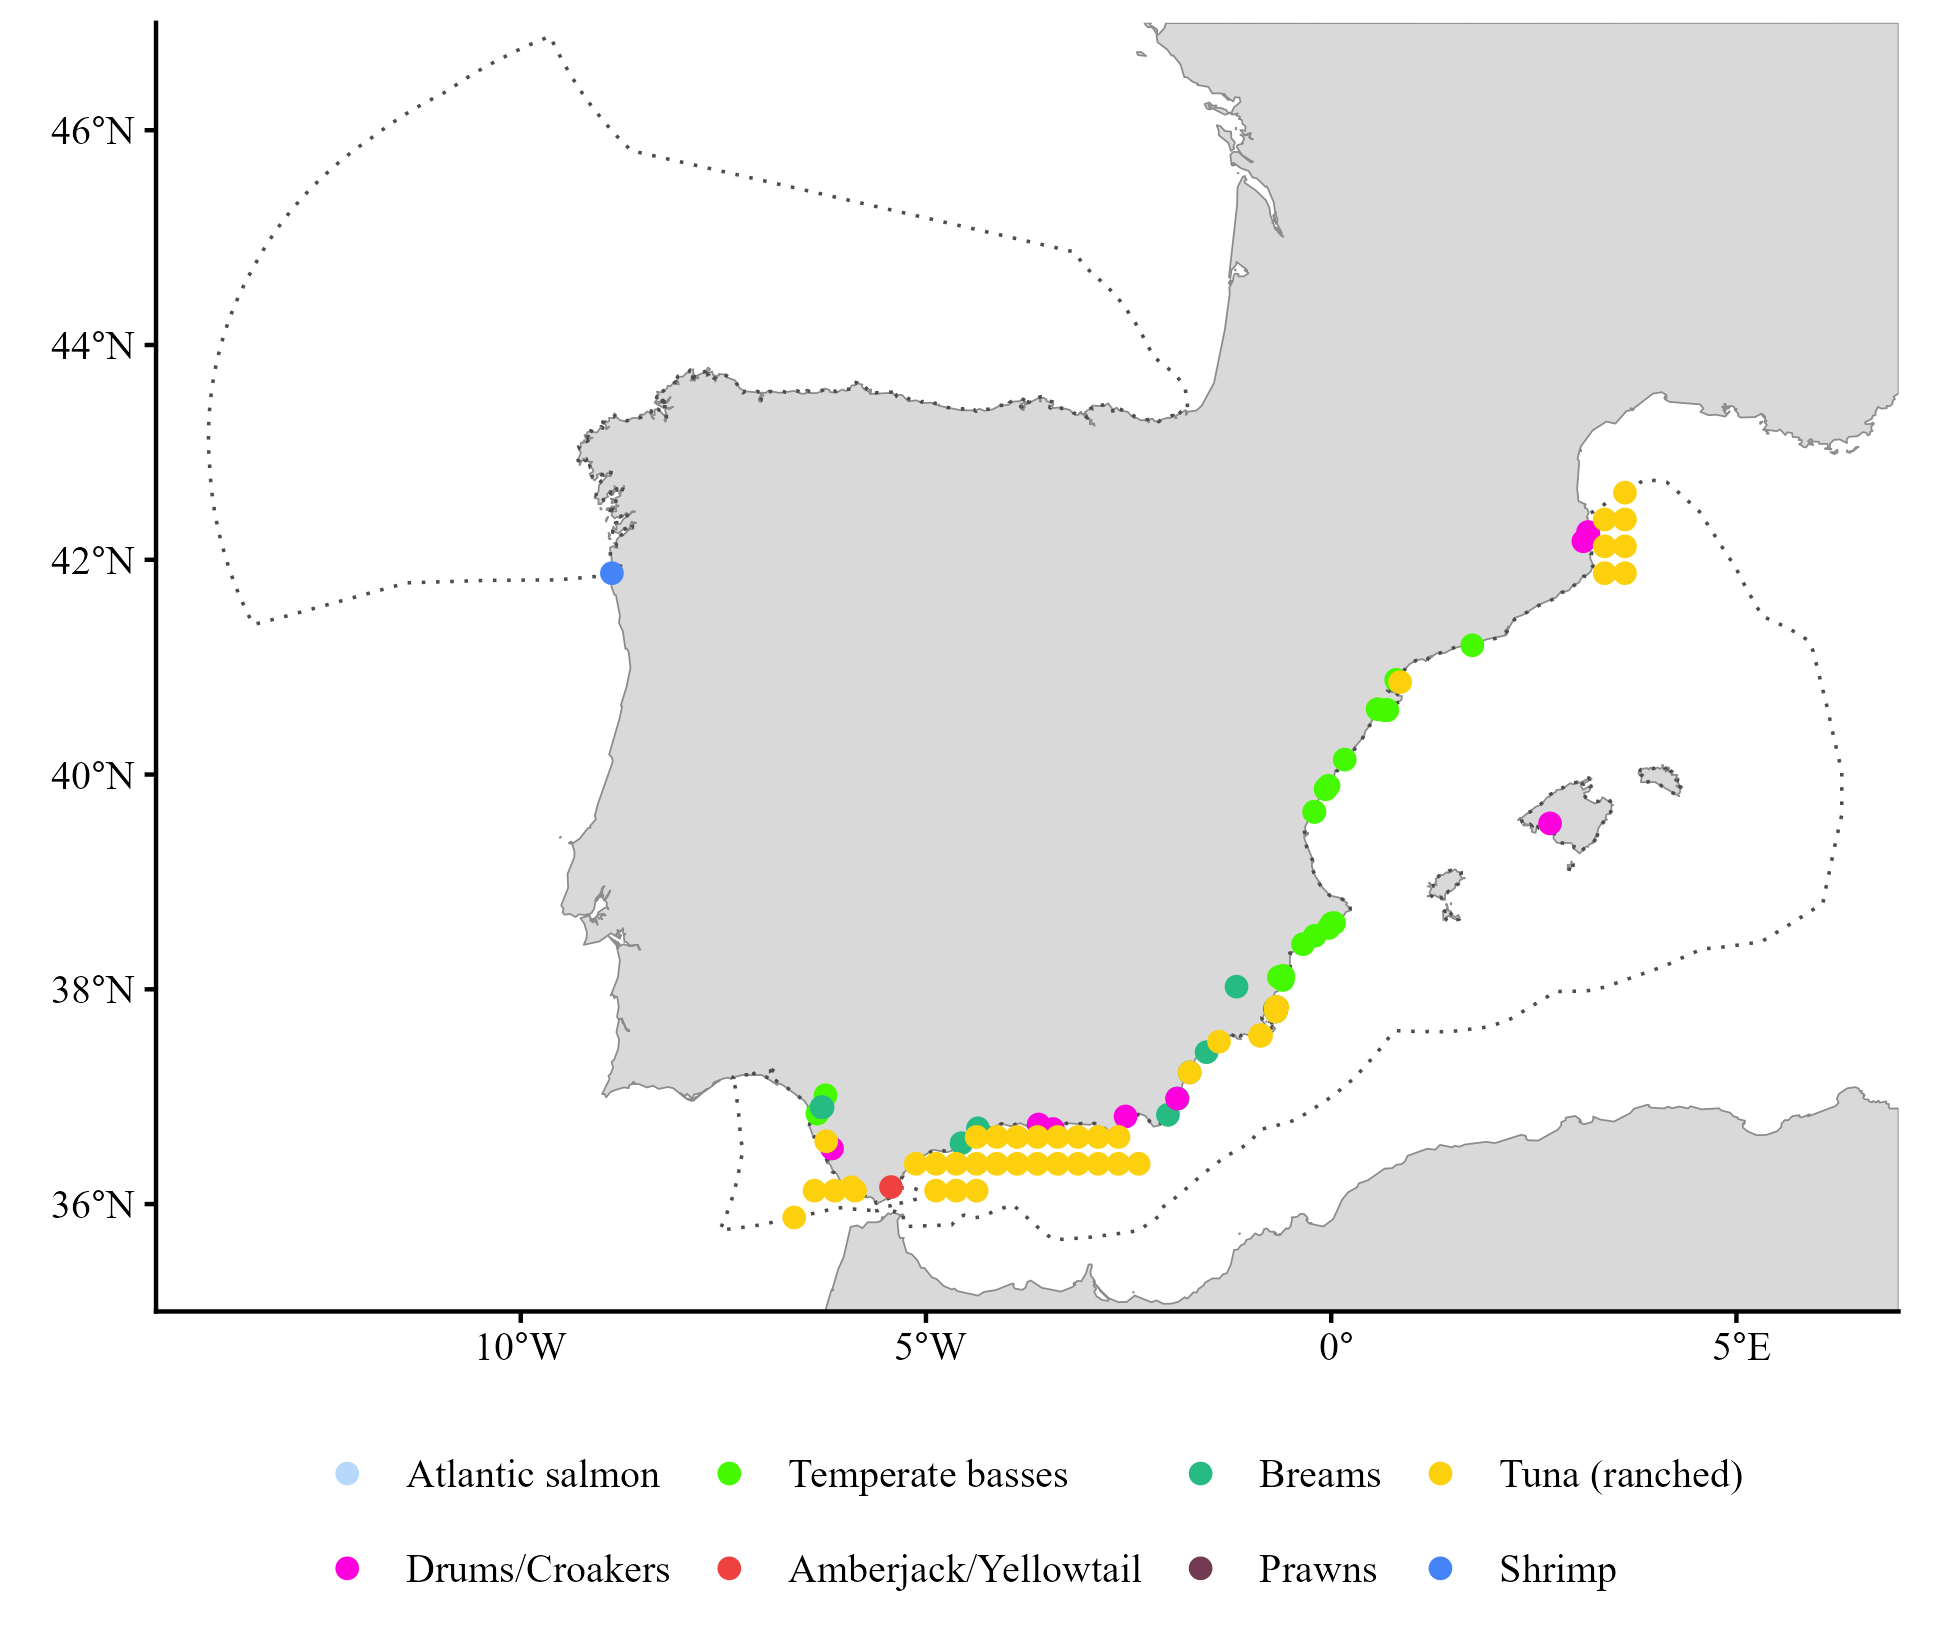 46°N
44°N
42°N
40°N
38°N
36°N
10°W 5°W 0° 5°E
Atlantic salmon Temperate basses Breams Tuna (ranched)
Drums/Croakers Amberjack/Yellowtail Prawns Shrimp